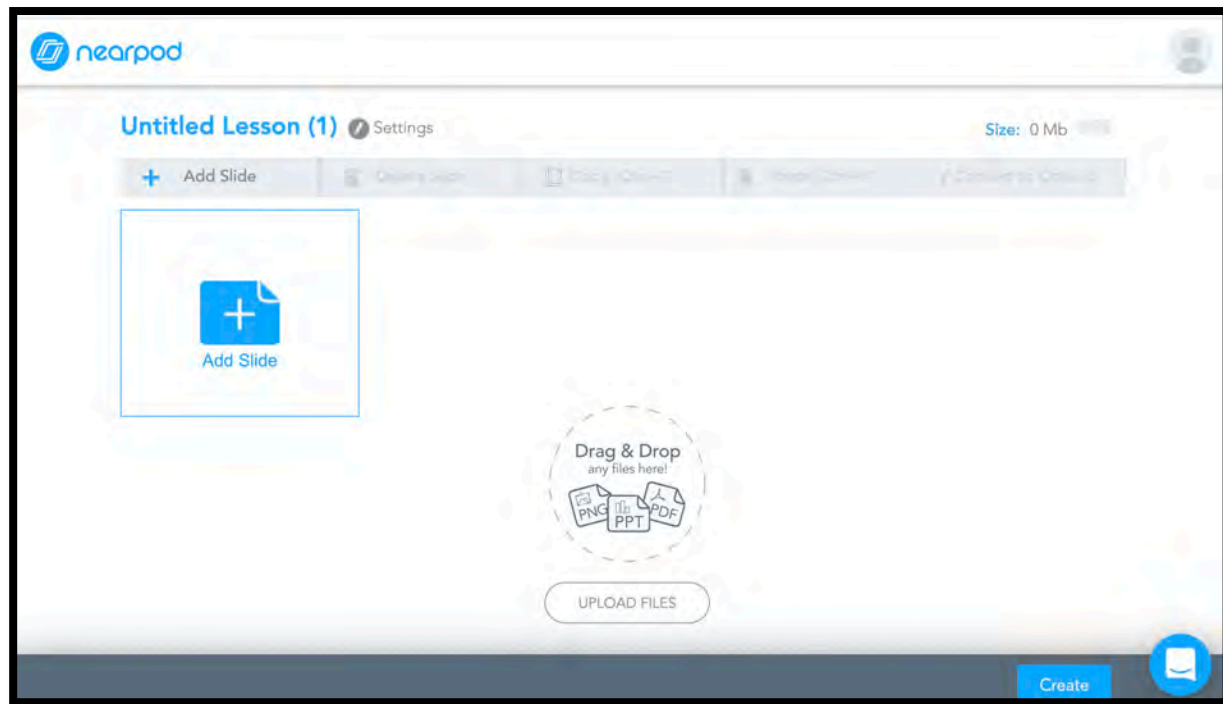 nearpod
Untitled Lesson (1) Settings Size: 0 Mb
+ Add Slide
Add Slide
Drag & Drop
any files here!
PNG PPT PDF
UPLOAD FILES
Create